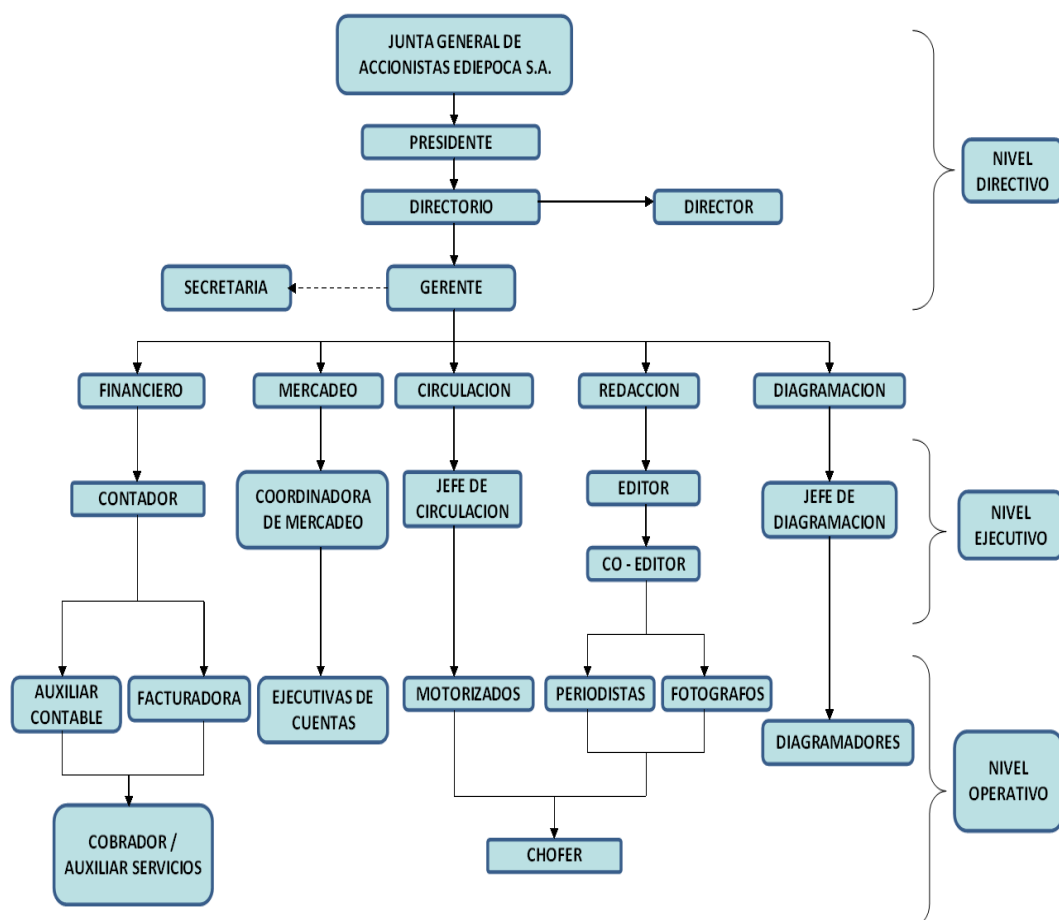 JUNTA GENERAL DE
ACCIONISTAS EDIEPOCA S.A.
PRESIDENTE
NIVEL
DIRECTIVO
DIRECTORIO
DIRECTOR
SECRETARIA
GERENTE
FINANCIERO
MERCADEO
CIRCULACION
REDACCION
DIAGRAMACION
CONTADOR
COORDINADORA
DE MERCADEO
JEFE DE
CIRCULACION
EDITOR
JEFE DE
DIAGRAMACION
NIVEL
EJECUTIVO
CO - EDITOR
AUXILIAR
CONTABLE
FACTURADORA
EJECUTIVAS DE
CUENTAS
MOTORIZADOS
PERIODISTAS
FOTOGRAFOS
DIAGRAMADORES
NIVEL
OPERATIVO
COBRADOR /
AUXILIAR SERVICIOS
CHOFER